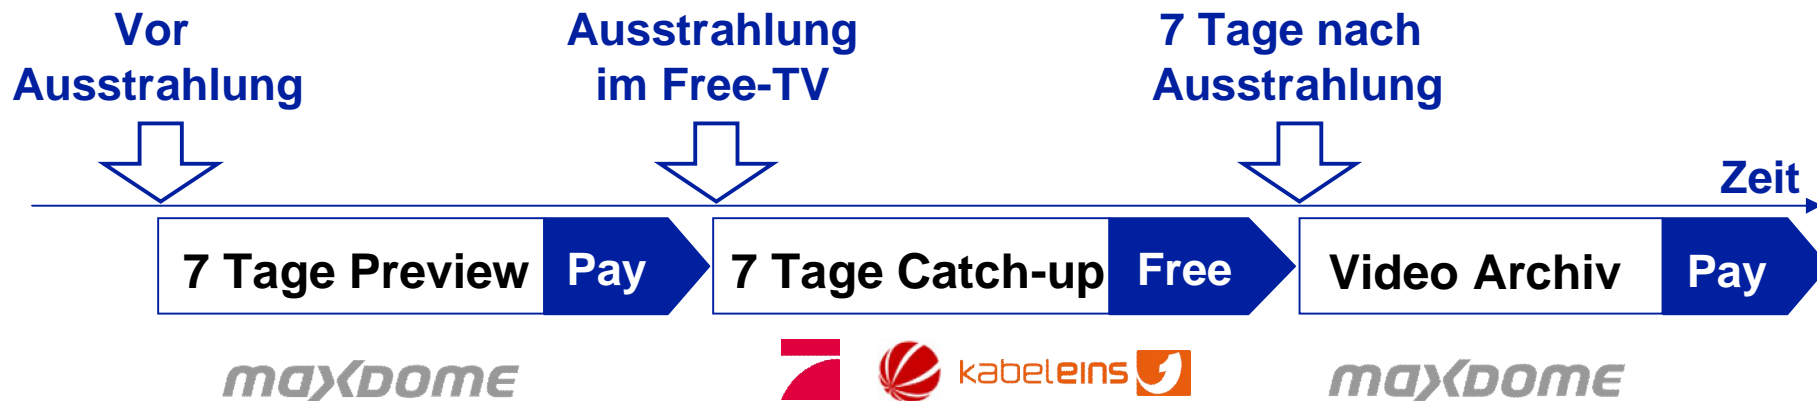 Vor
Ausstrahlung
Ausstrahlung
im Free-TV
7 Tage nach
Ausstrahlung
Zeit
7 Tage Preview Pay
7 Tage Catch-up Free
Video Archiv Pay
maxdome
kabeleins
maxdome